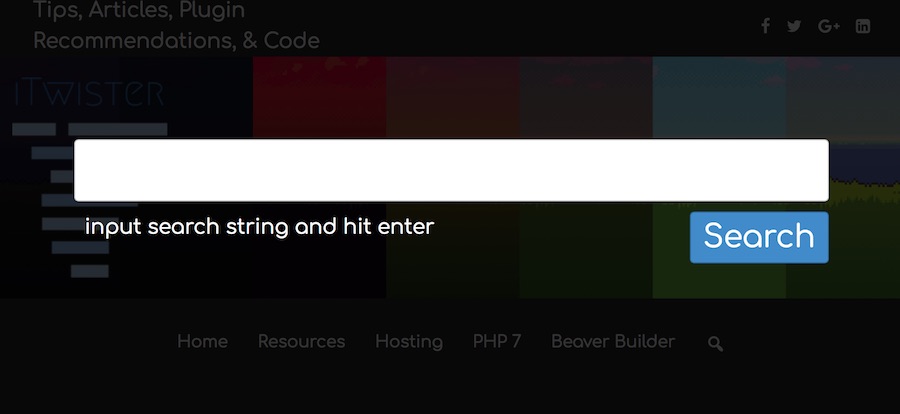 Tips, Articles, Plugin
Recommendations, & Code
iTwister
input search string and hit enter
Search
Home Resources Hosting PHP 7 Beaver Builder